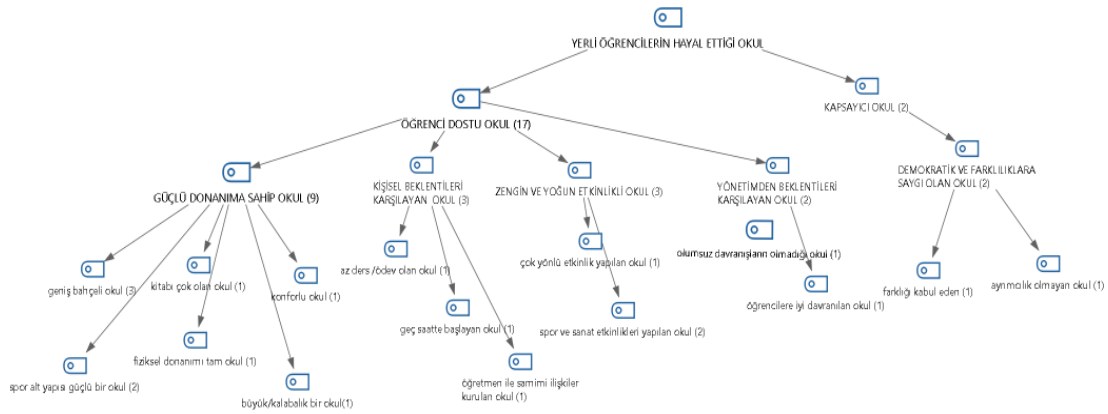 YERLİ ÖĞRENCİLERİN HAYAL ETTİĞİ OKUL
KAPSAYICI OKUL (2)
ÖĞRENCİ DOSTU OKUL (17)
GÜÇLÜ DONANIMA SAHİP OKUL (9)
KİŞİSEL BEKLENTİLERİ
KARŞILAYAN OKUL (3)
ZENGİN VE YOĞUN ETKİNLİKLİ OKUL (3)
YÖNETİMDEN BEKLENTİLERİ
KARŞILAYAN OKUL (2)
DEMOKRATİK VE FARKLILIKLARA
SAYGI OLAN OKUL (2)
geniş bahçeli okul (3)
kitabı çok olan okul (1)
konforlu okul (1)
az ders /ödev olan okul (1)
çok yönlü etkinlik yapılan okul (1)
olumsuz davranışların olmadığı okul (1)
öğrencilere iyi davranılan okul (1)
farklığı kabul eden (1)
ayrımcılık olmayan okul (1)
spor alt yapısı güçlü bir okul (2)
fiziksel donanımı tam okul (1)
büyük/kalabalık bir okul(1)
geç saatte başlayan okul (1)
spor ve sanat etkinlikleri yapılan okul (2)
öğretmen ile samimi ilişkiler
kurulan okul (1)